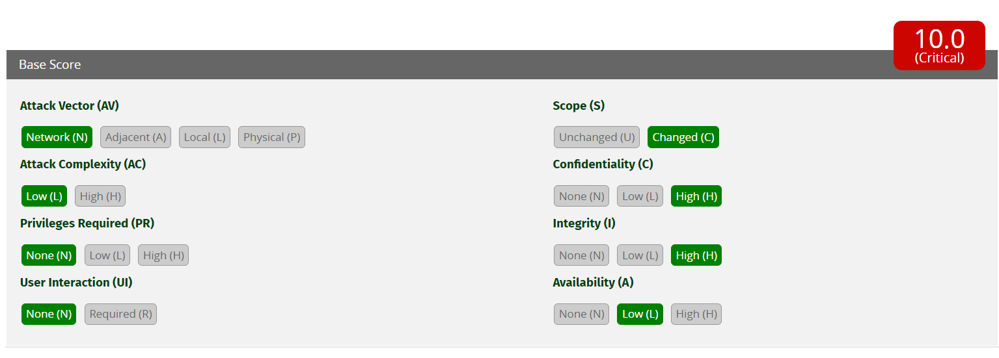 10.0
(Critical)
Base Score
Attack Vector (AV)
Network (N) Adjacent (A) Local (L) Physical (P)
Attack Complexity (AC)
Low (L) High (H)
Privileges Required (PR)
None (N) Low (L) High (H)
User Interaction (UI)
None (N) Required (R)
Scope (S)
Unchanged (U) Changed (C)
Confidentiality (C)
None (N) Low (L) High (H)
Integrity (I)
None (N) Low (L) High (H)
Availability (A)
None (N) Low (L) High (H)